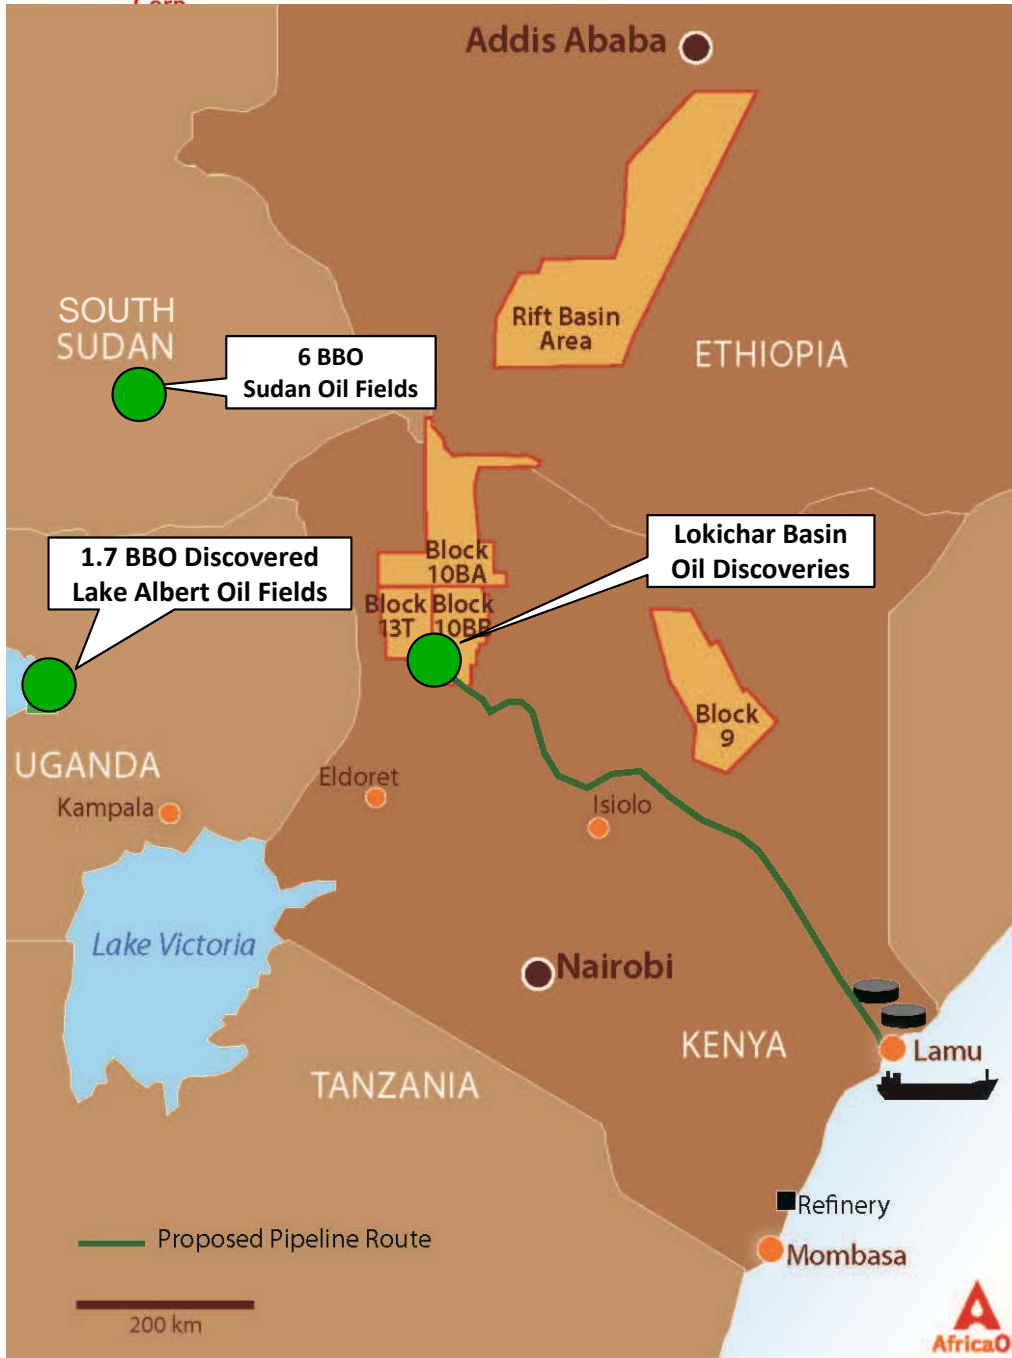 Corp
Addis Ababa
Rift Basin
Area
ETHIOPIA
SOUTH
SUDAN
6 BBO
Sudan Oil Fields
1.7 BBO Discovered
Lake Albert Oil Fields
Lokichar Basin
Oil Discoveries
Block
10BA
Block
13T
Block
10BB
Block
9
UGANDA
Kampala
Eldoret
Isiolo
Lake Victoria
Nairobi
KENYA
Lamu
TANZANIA
Refinery
Mombasa
Proposed Pipeline Route
200 km
AfricaO